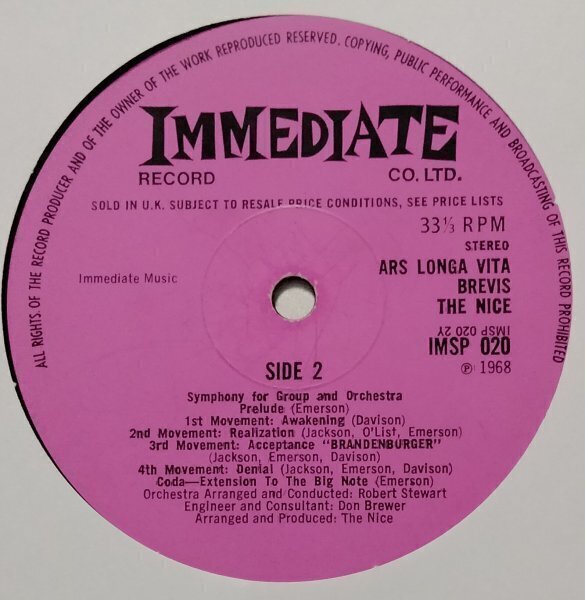 ALL RIGHTS OF THE RECORD PRODUCER AND OF THE OWNER OF THE WORK REPRODUCED RESERVED. COPYING, PUBLIC PERFORMANCE AND BROADCASTING OF THIS RECORD PROHIBITED
IMMEDIATE
RECORD CO. LTD.
SOLD IN U.K. SUBJECT TO RESALE PRICE CONDITIONS, SEE PRICE LISTS
33⅓ RPM
STEREO
Immediate Music
ARS LONGA VITA
BREVIS
THE NICE
IMSP 020 2Y
IMSP 020
℗ 1968
SIDE 2
Symphony for Group and Orchestra
Prelude (Emerson)
1st Movement: Awakening (Davison)
2nd Movement: Realization (Jackson, O'List, Emerson)
3rd Movement: Acceptance "BRANDENBURGER"
(Jackson, Emerson, Davison)
4th Movement: Denial (Jackson, Emerson, Davison)
Coda—Extension To The Big Note (Emerson)
Orchestra Arranged and Conducted: Robert Stewart
Engineer and Consultant: Don Brewer
Arranged and Produced: The Nice